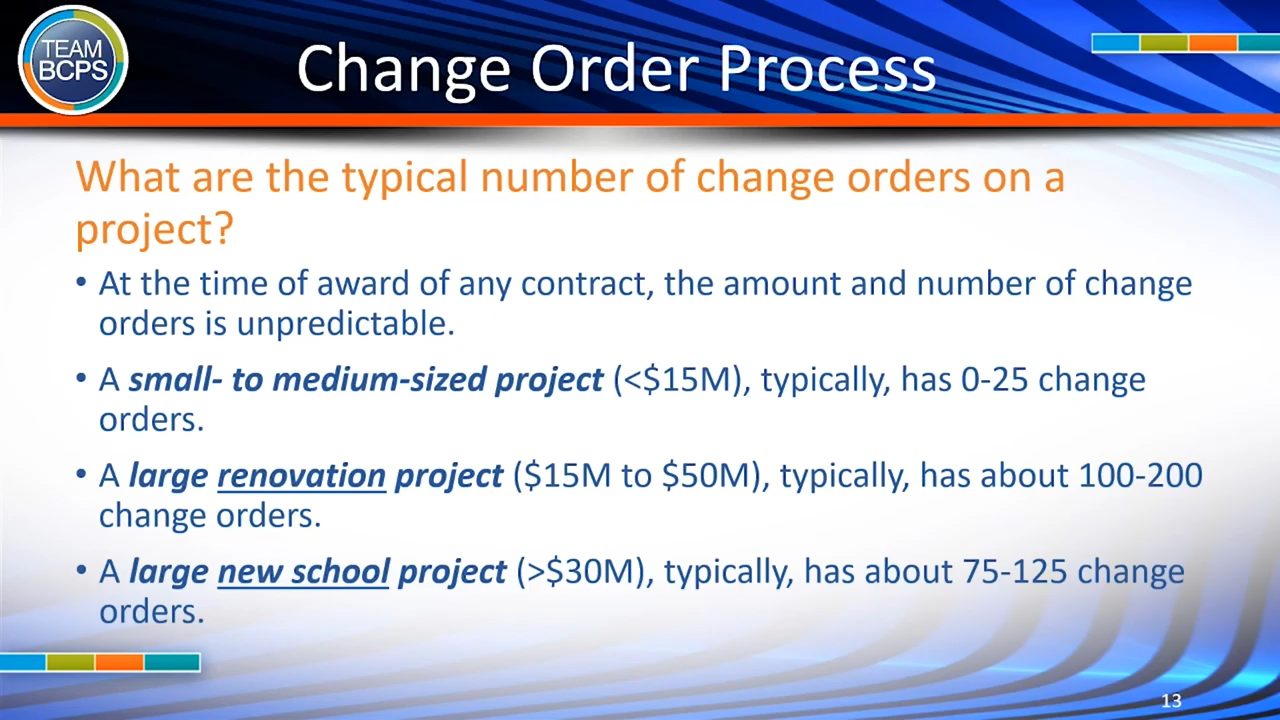 TEAM
BCPS
Change Order Process
What are the typical number of change orders on a
project?
• At the time of award of any contract, the amount and number of change
orders is unpredictable.
• A small- to medium-sized project (<$15M), typically, has 0-25 change
orders.
• A large renovation project ($15M to $50M), typically, has about 100-200
change orders.
• A large new school project (>$30M), typically, has about 75-125 change
orders.
13